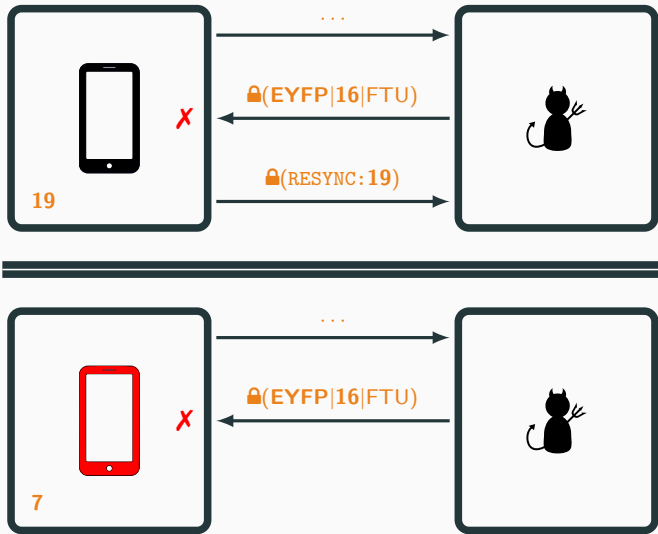 ...
(EYFP|16|FTU)
✗
(RESYNC:19)
19
...
(EYFP|16|FTU)
✗
7